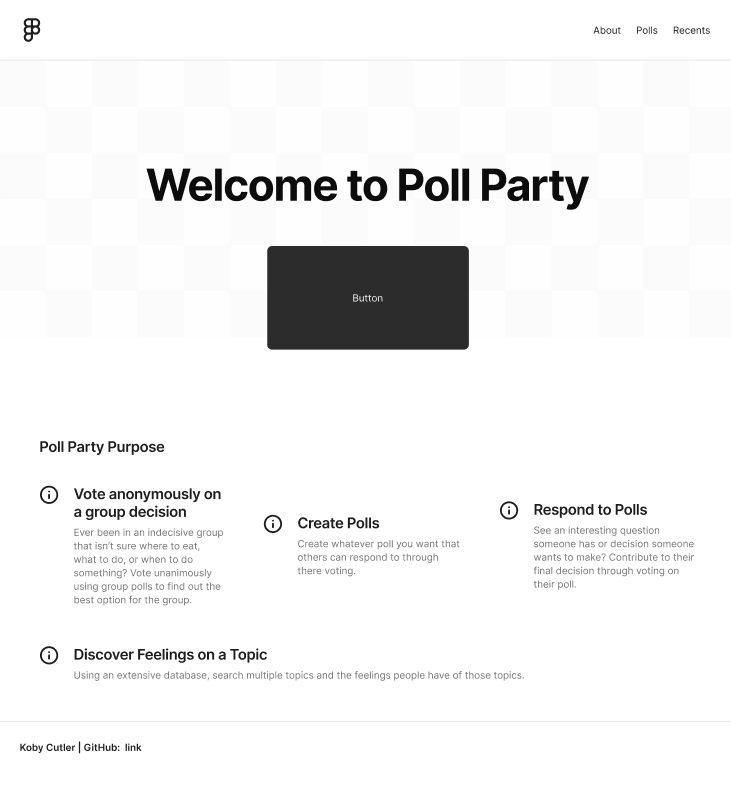 About Polls Recents
Welcome to Poll Party
Button
Poll Party Purpose
Vote anonymously on
a group decision
Ever been in an indecisive group
that isn't sure where to eat,
what to do, or when to do
something? Vote unanimously
using group polls to find out the
best option for the group.
Create Polls
Create whatever poll you want that
others can respond to through
there voting.
Respond to Polls
See an interesting question
someone has or decision someone
wants to make? Contribute to their
final decision through voting on
their poll.
Discover Feelings on a Topic
Using an extensive database, search multiple topics and the feelings people have of those topics.
Koby Cutler | GitHub: link